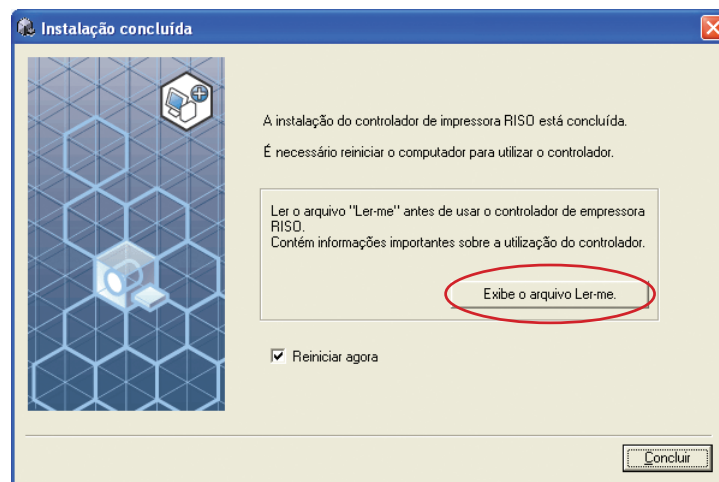 Instalação concluída
A instalação do controlador de impressora RISO está concluída.
É necessário reiniciar o computador para utilizar o controlador.
Ler o arquivo "Ler-me" antes de usar o controlador de empressora
RISO.
Contém informações importantes sobre a utilização do controlador.
Exibe o arquivo Ler-me.
Reiniciar agora
Concluir